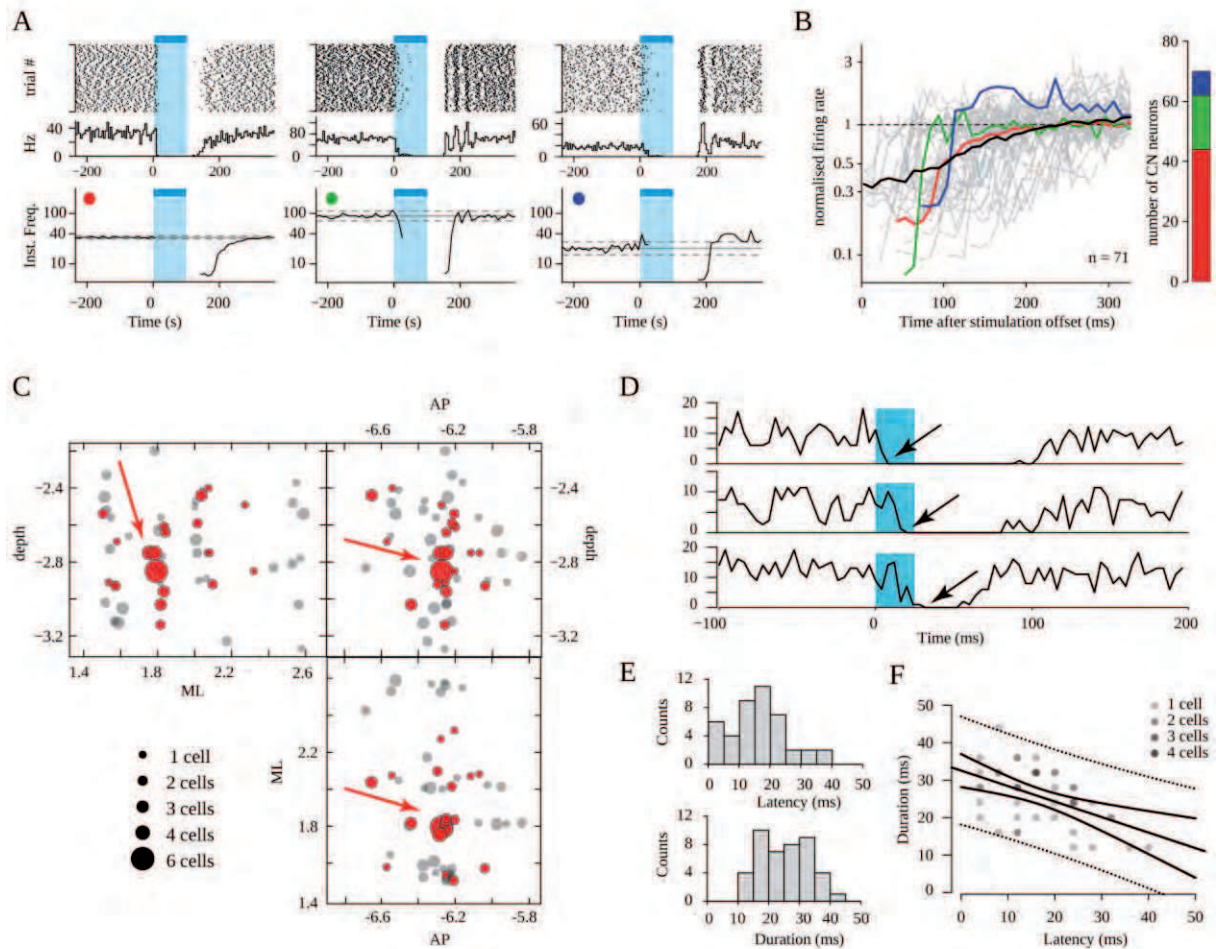 A
trial #
Hz
40
0
80
0
60
0
−200
0
200
−200
0
200
−200
0
200
Inst. Freq.
100
40
10
100
40
10
100
40
10
−200
0
200
−200
0
200
−200
0
200
Time (s)
Time (s)
Time (s)
B
normalised firing rate
3
1
0.5
0.3
0.1
n = 71
0
100
200
300
Time after stimulation offset (ms)
number of CN neurons
80
60
40
20
0
C
AP
-6.6
-6.2
-5.8
depth
−2.4
−2.8
−3.2
depth
−2.4
−2.8
−3.2
1.4
1.8
2.2
ML
ML
2.6
2.2
1.8
1.4
-6.6
-6.2
-5.8
AP
1 cell
2 cells
3 cells
4 cells
6 cells
D
20
10
0
10
0
20
10
0
−100
0
100
200
Time (ms)
E
Counts
12
8
4
0
0 10 20 30 40 50
Latency (ms)
Counts
12
8
4
0
0 10 20 30 40 50
Duration (ms)
F
Duration (ms)
50
40
30
20
10
0
1 cell
2 cells
3 cells
4 cells
0 10 20 30 40 50
Latency (ms)